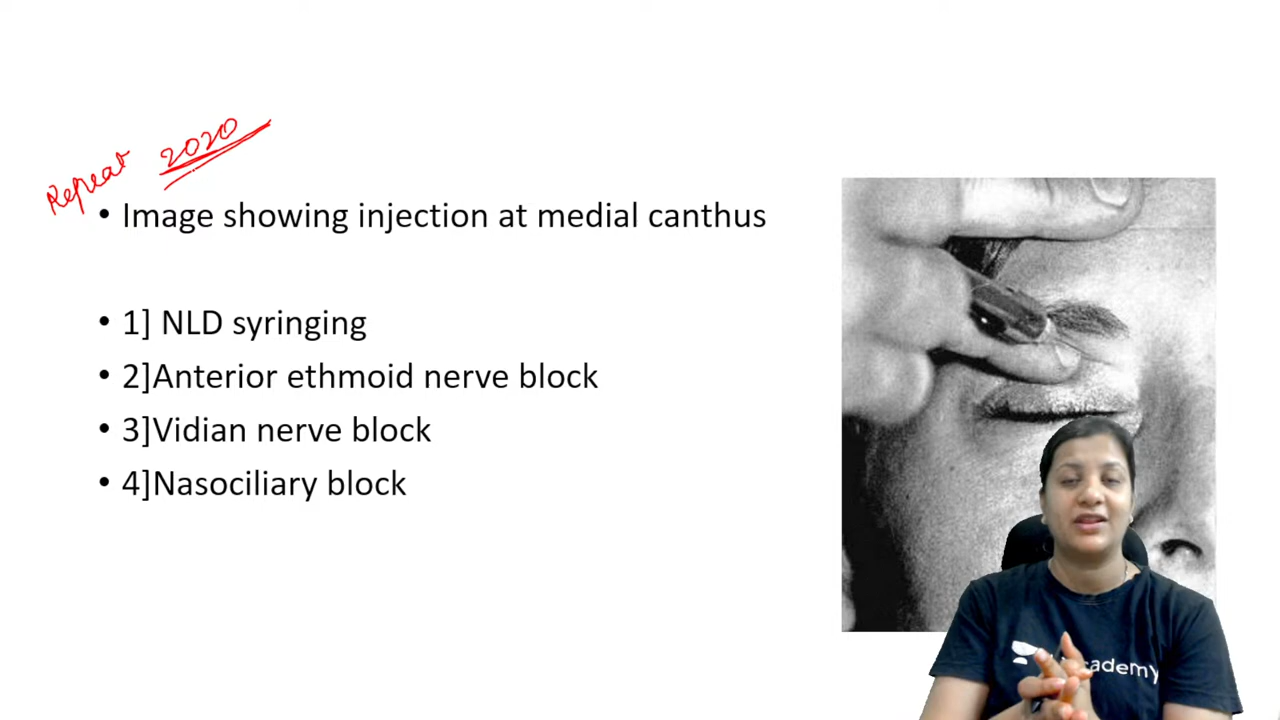 Repeat 2020
• Image showing injection at medial canthus
• 1] NLD syringing
• 2]Anterior ethmoid nerve block
• 3]Vidian nerve block
• 4]Nasociliary block